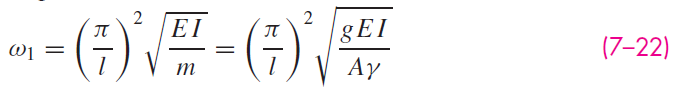 ω₁ = (π/l)² √(EI/m) = (π/l)² √(gEI/Aγ) (7–22)